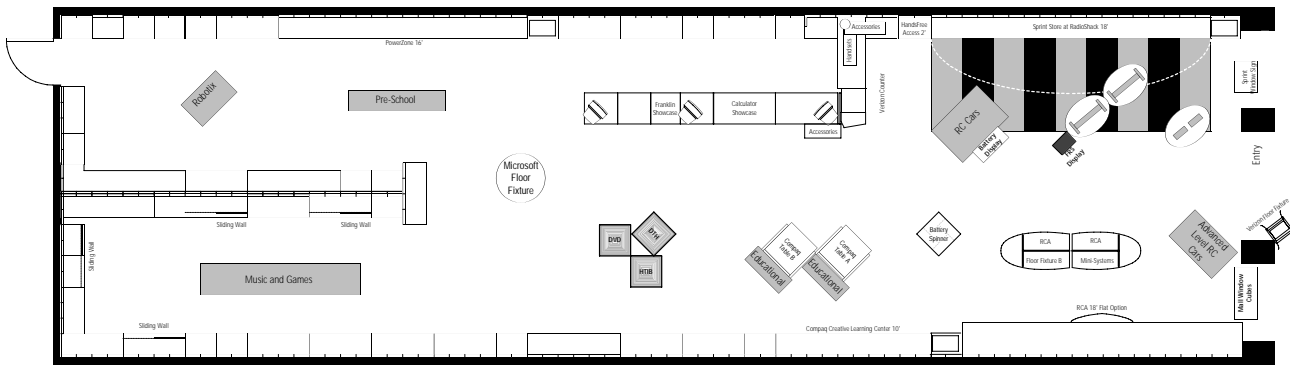 Accessories
HandsFree
Access 2'
Sprint Store at RadioShack 18'
PowerZone 16'
Handsets
Sprint
Window Sign
Robotix
Pre-School
Franklin
Showcase
Calculator
Showcase
Verizon Counter
Accessories
RC Cars
Battery
Display
FRS
Display
Entry
Microsoft
Floor
Fixture
Sliding Wall
Sliding Wall
Sliding Wall
DVD
DTH
HTIB
Compaq
Table B
Educational
Compaq
Table A
Educational
Battery
Spinner
RCA
RCA
Floor Fixture B
Mini-Systems
Advanced
Level RC
Cars
Verizon Floor Fixture
Mall Window
Cubes
Music and Games
RCA 18' Flat Option
Sliding Wall
Compaq Creative Learning Center 10'